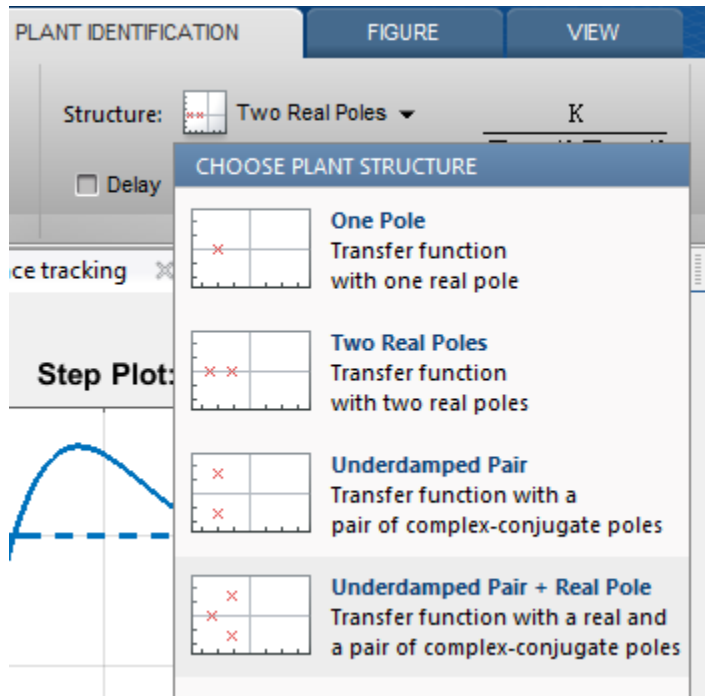 PLANT IDENTIFICATION FIGURE VIEW
Structure: Two Real Poles K
Delay
CHOOSE PLANT STRUCTURE
One Pole
Transfer function
with one real pole
ce tracking
Two Real Poles
Transfer function
with two real poles
Step Plot:
Underdamped Pair
Transfer function with a
pair of complex-conjugate poles
Underdamped Pair + Real Pole
Transfer function with a real and
a pair of complex-conjugate poles